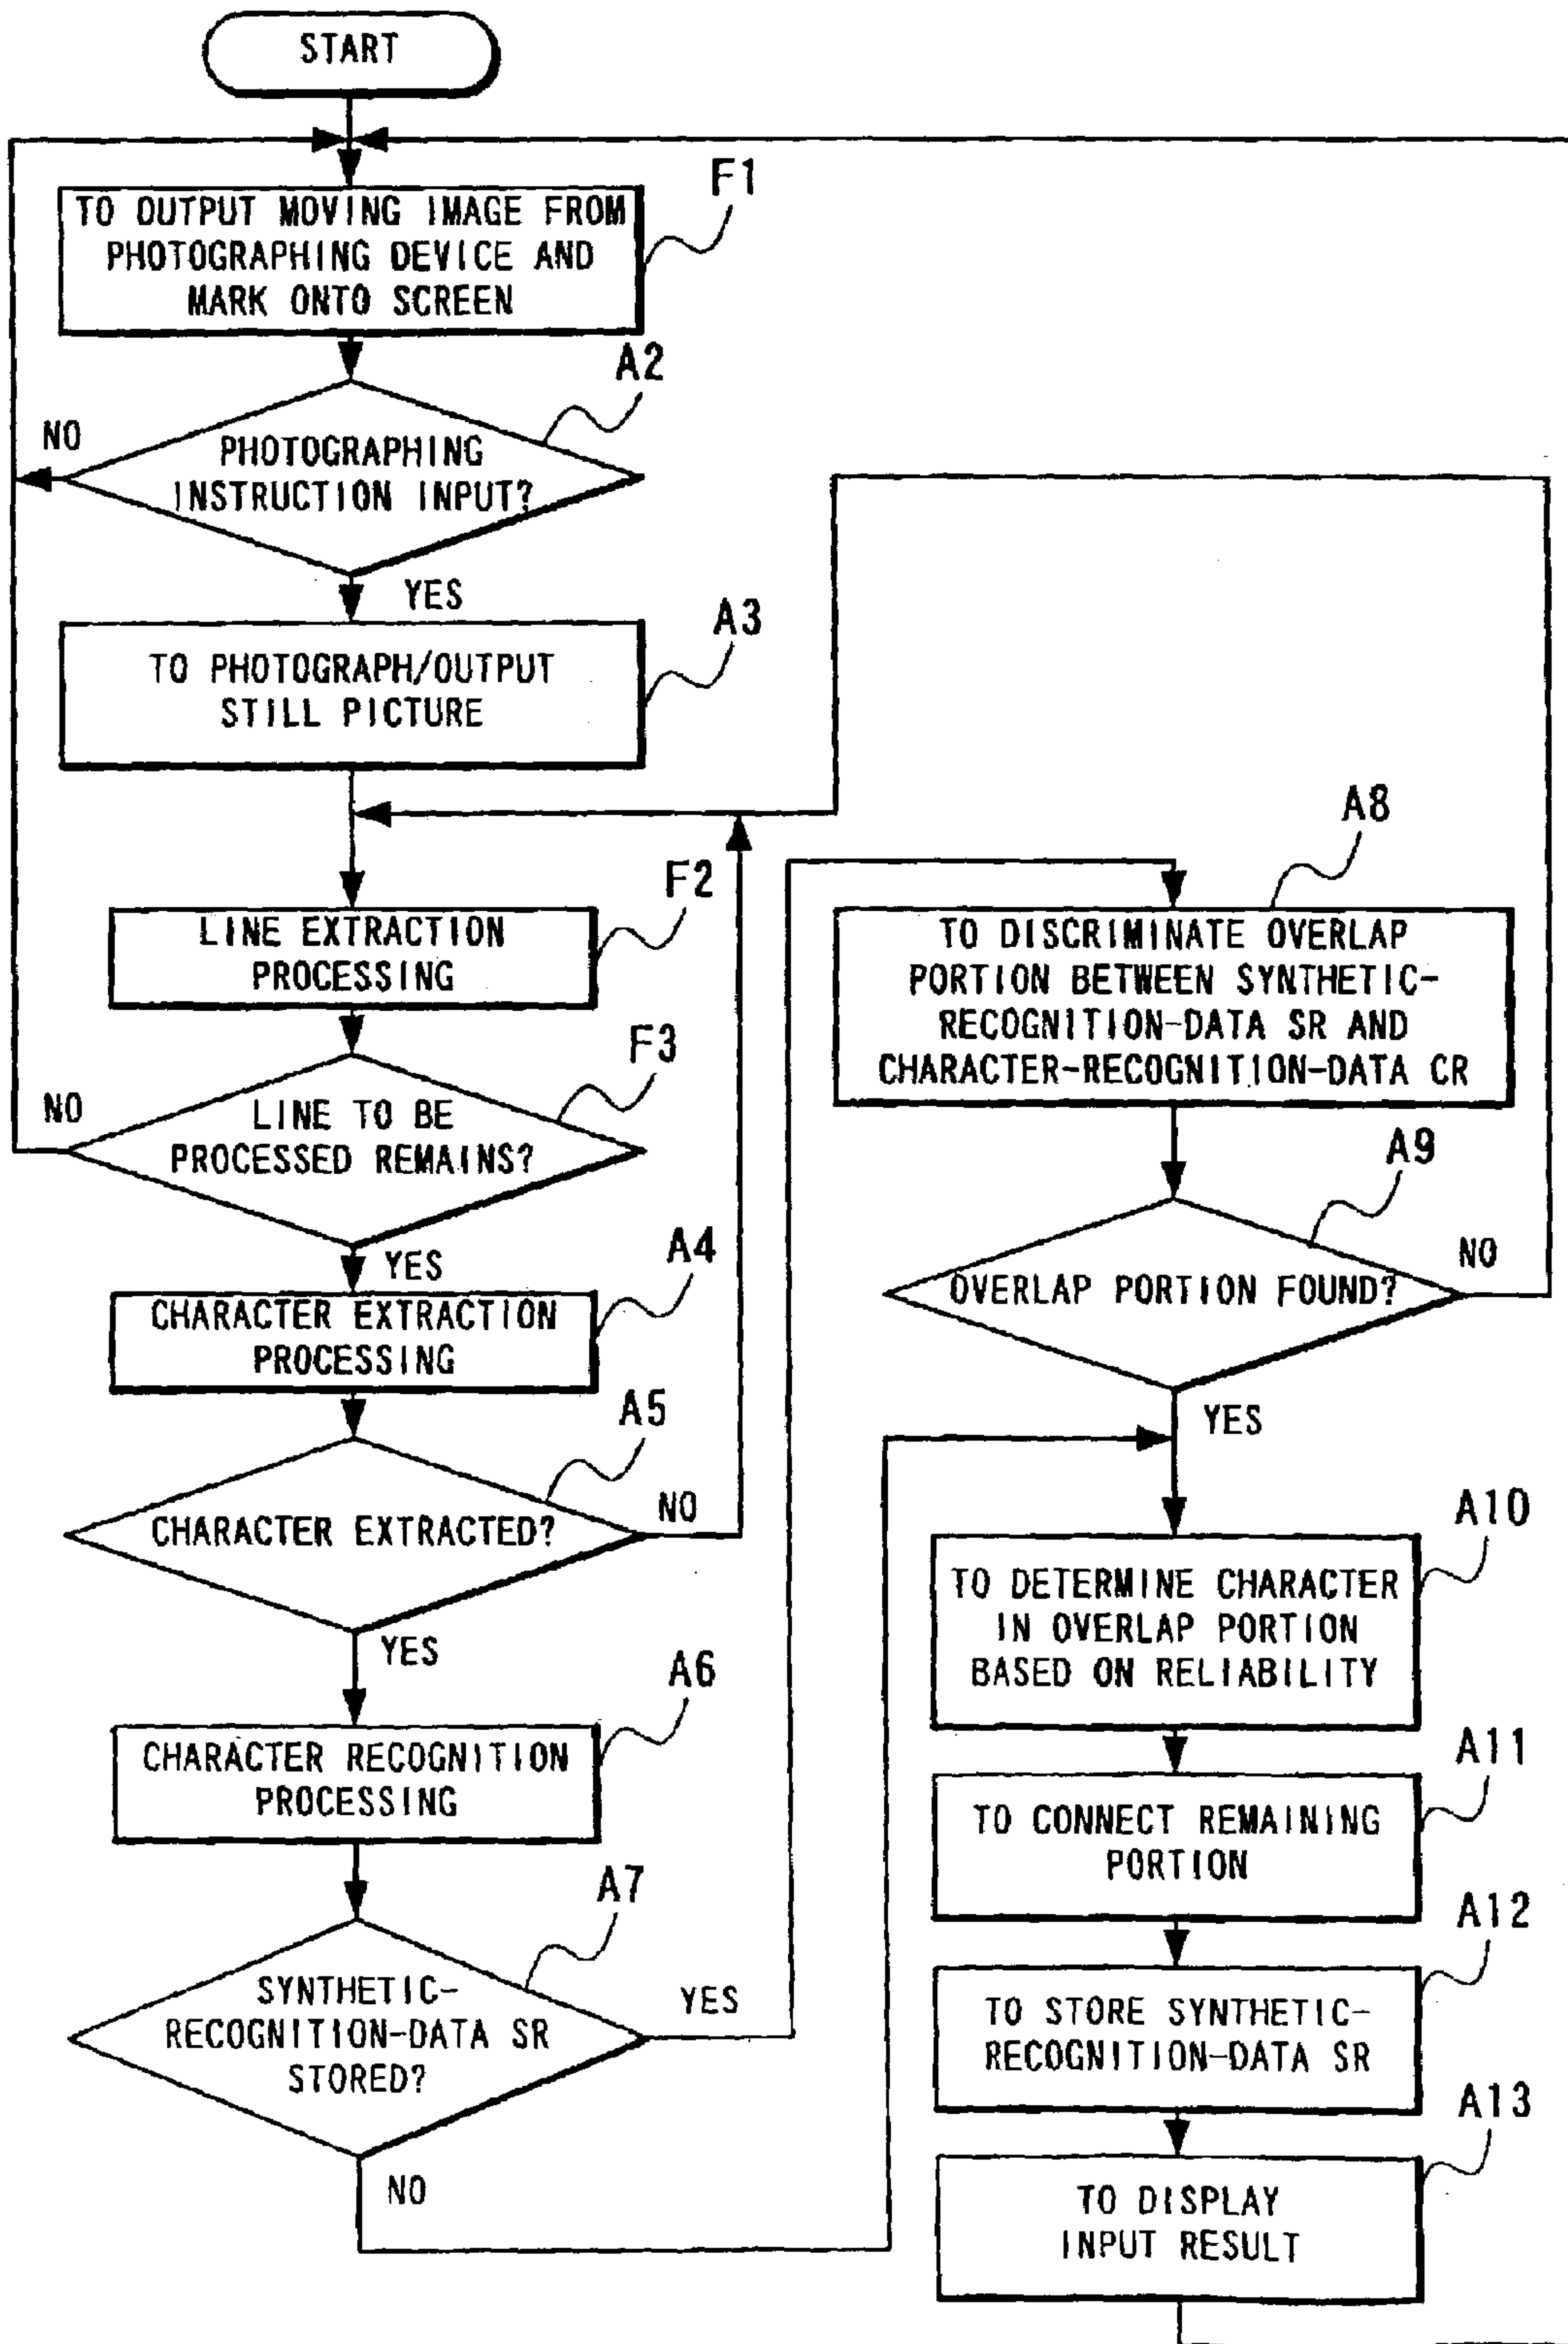 START
F1
TO OUTPUT MOVING IMAGE FROM
PHOTOGRAPHING DEVICE AND
MARK ONTO SCREEN
A2
NO
PHOTOGRAPHING
INSTRUCTION INPUT?
YES
A3
TO PHOTOGRAPH/OUTPUT
STILL PICTURE
F2
LINE EXTRACTION
PROCESSING
F3
NO
LINE TO BE
PROCESSED REMAINS?
YES
A4
CHARACTER EXTRACTION
PROCESSING
A5
CHARACTER EXTRACTED?
NO
YES
A6
CHARACTER RECOGNITION
PROCESSING
A7
SYNTHETIC-
RECOGNITION-DATA SR
STORED?
YES
NO
A8
TO DISCRIMINATE OVERLAP
PORTION BETWEEN SYNTHETIC-
RECOGNITION-DATA SR AND
CHARACTER-RECOGNITION-DATA CR
A9
OVERLAP PORTION FOUND?
NO
YES
A10
TO DETERMINE CHARACTER
IN OVERLAP PORTION
BASED ON RELIABILITY
A11
TO CONNECT REMAINING
PORTION
A12
TO STORE SYNTHETIC-
RECOGNITION-DATA SR
A13
TO DISPLAY
INPUT RESULT